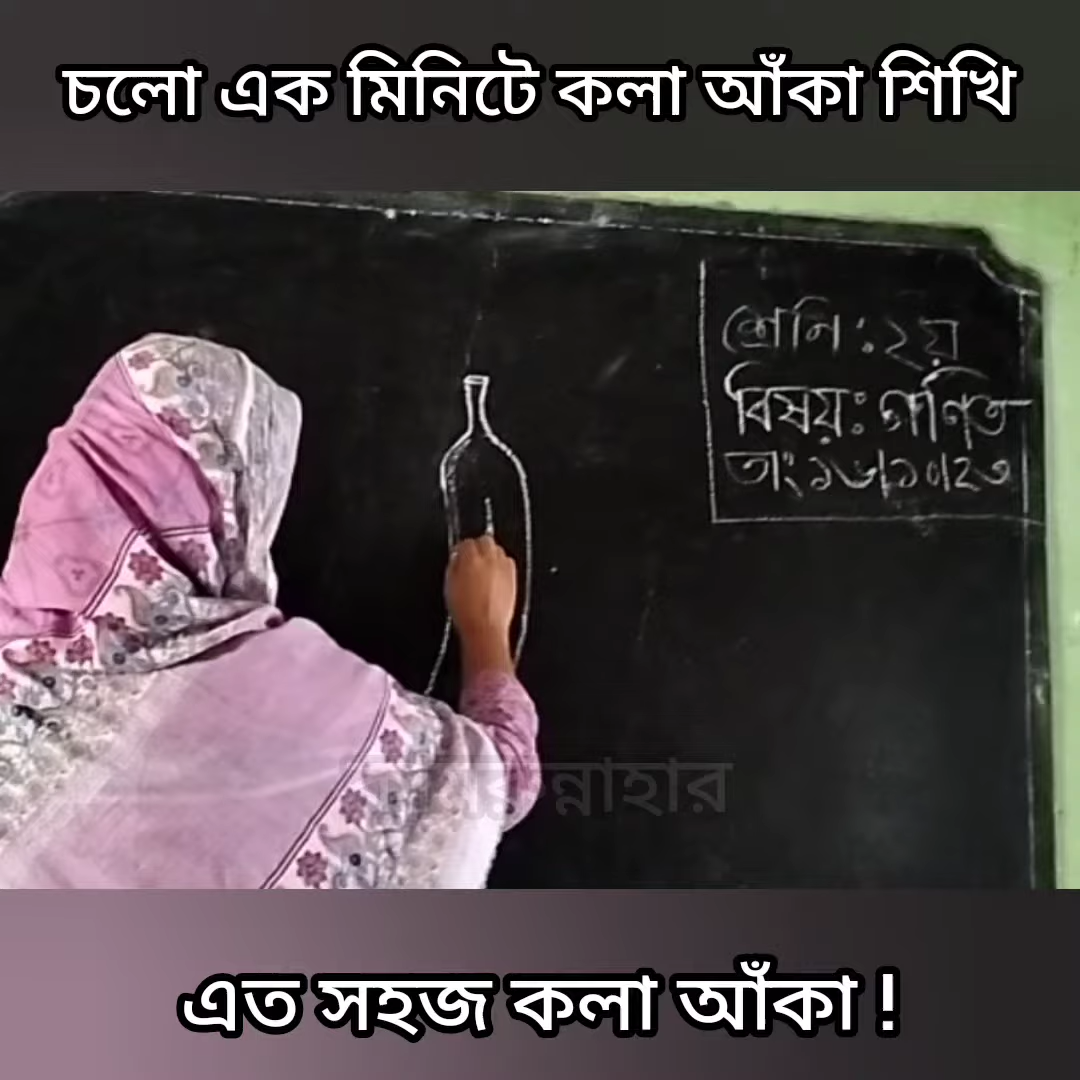 চলো এক মিনিটে কলা আঁকা শিখি
শ্রেনি : ২য়
বিষয়ঃ গণিত
তাং ১৬/১০/২৩
ন্নাহার
এত সহজ কলা আঁকা !